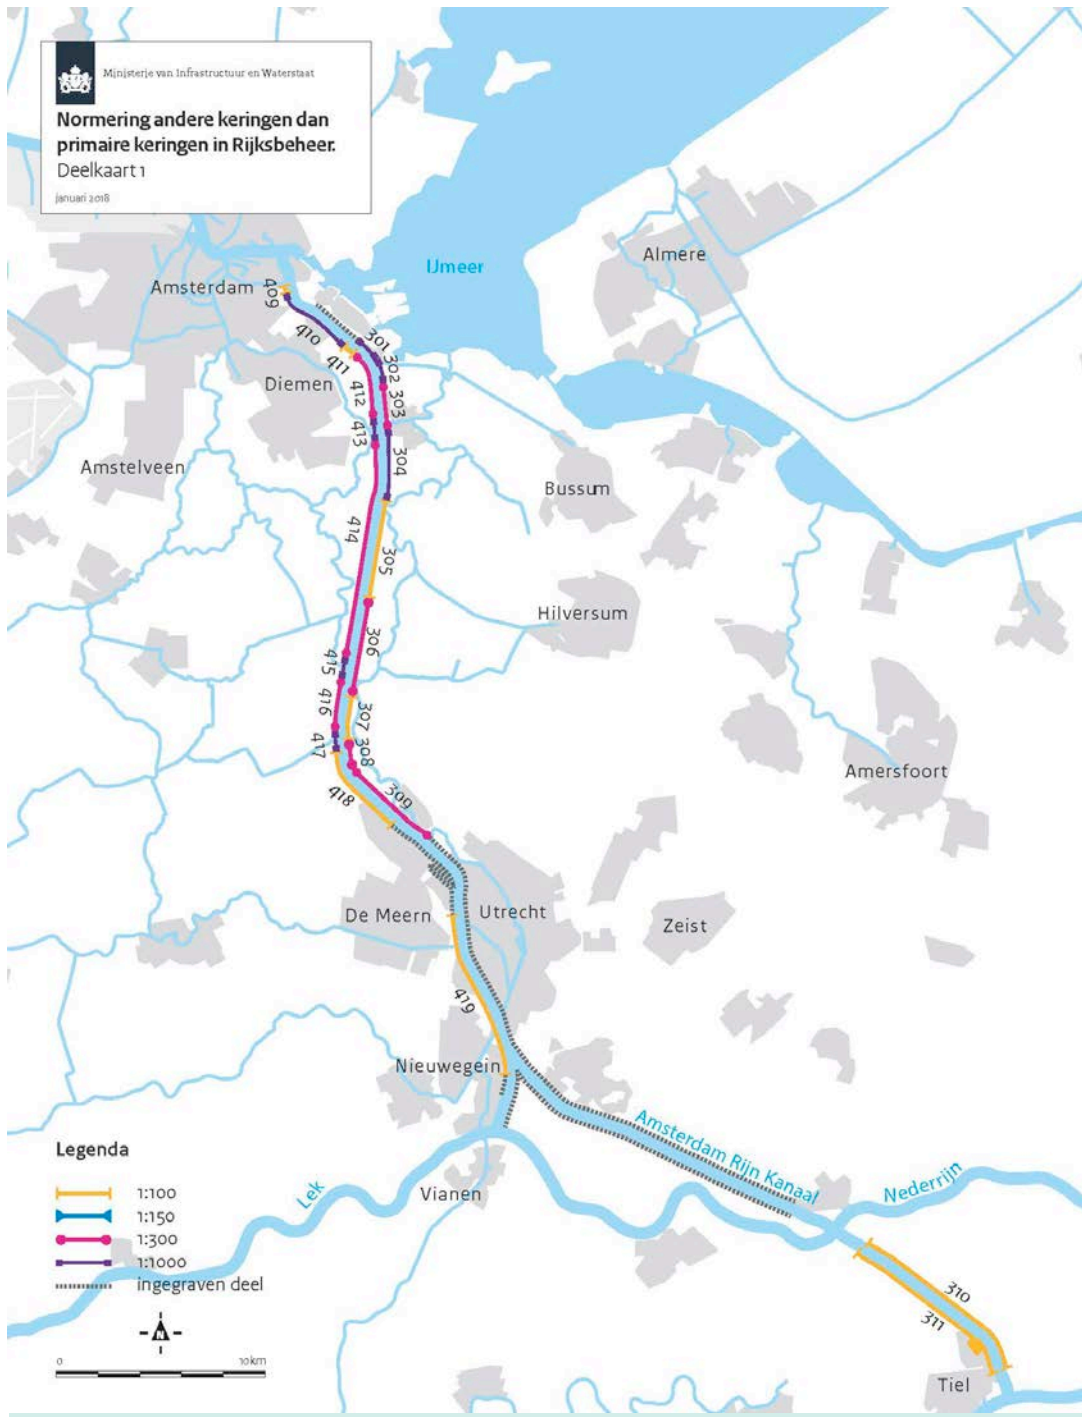 Ministerie van Infrastructuur en Waterstaat
Normering andere keringen dan
primaire keringen in Rijksbeheer.
Deelkaart 1
januari 2018
Almere
IJmeer
Amsterdam
409
410
301
411
302
Diemen
412
303
413
304
Amstelveen
Bussum
414
305
Hilversum
306
415
416
307
417
308
Amersfoort
418
309
De Meern
Utrecht
Zeist
419
Nieuwegein
Amsterdam Rijn Kanaal
Nederrijn
Lek
Vianen
310
311
Tiel
Legenda
1:100
1:150
1:300
1:1000
ingegraven deel
N
0 10km